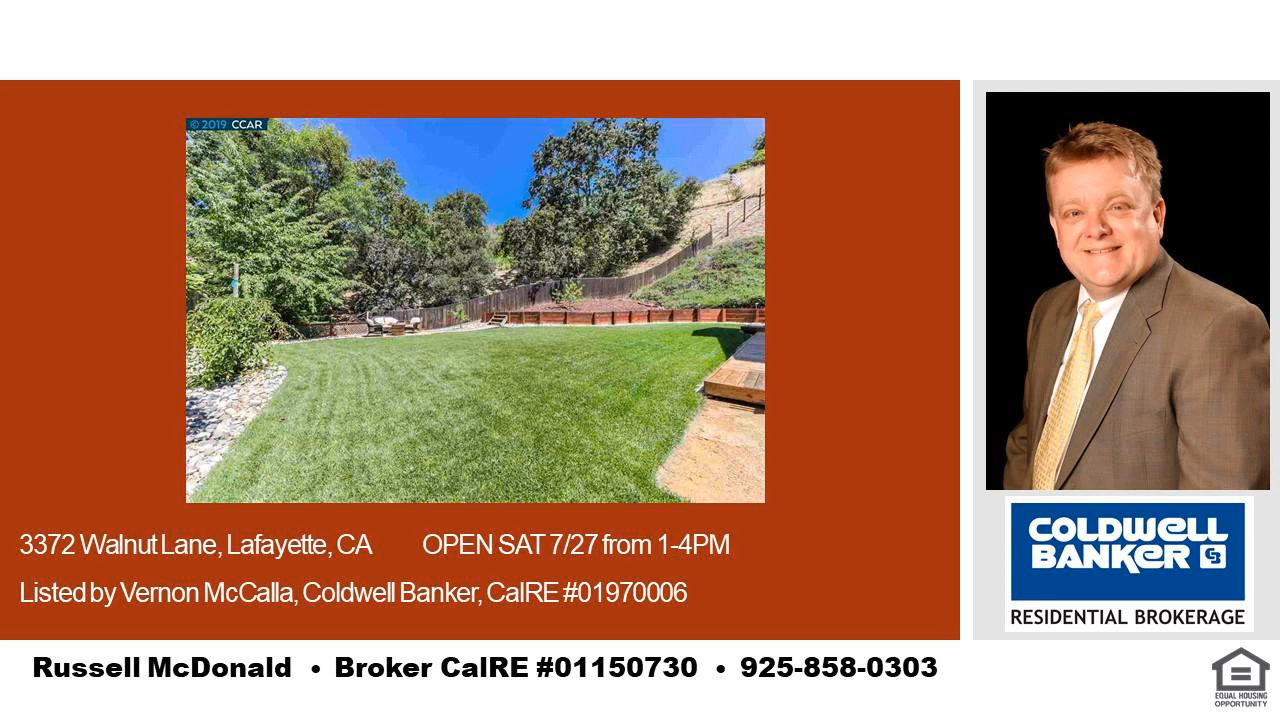 © 2019 CCAR
3372 Walnut Lane, Lafayette, CA OPEN SAT 7/27 from 1-4PM
Listed by Vernon McCalla, Coldwell Banker, CalRE #01970006
COLDWELL
BANKER CB
RESIDENTIAL BROKERAGE
Russell McDonald • Broker CalRE #01150730 • 925-858-0303
EQUAL HOUSING
OPPORTUNITY